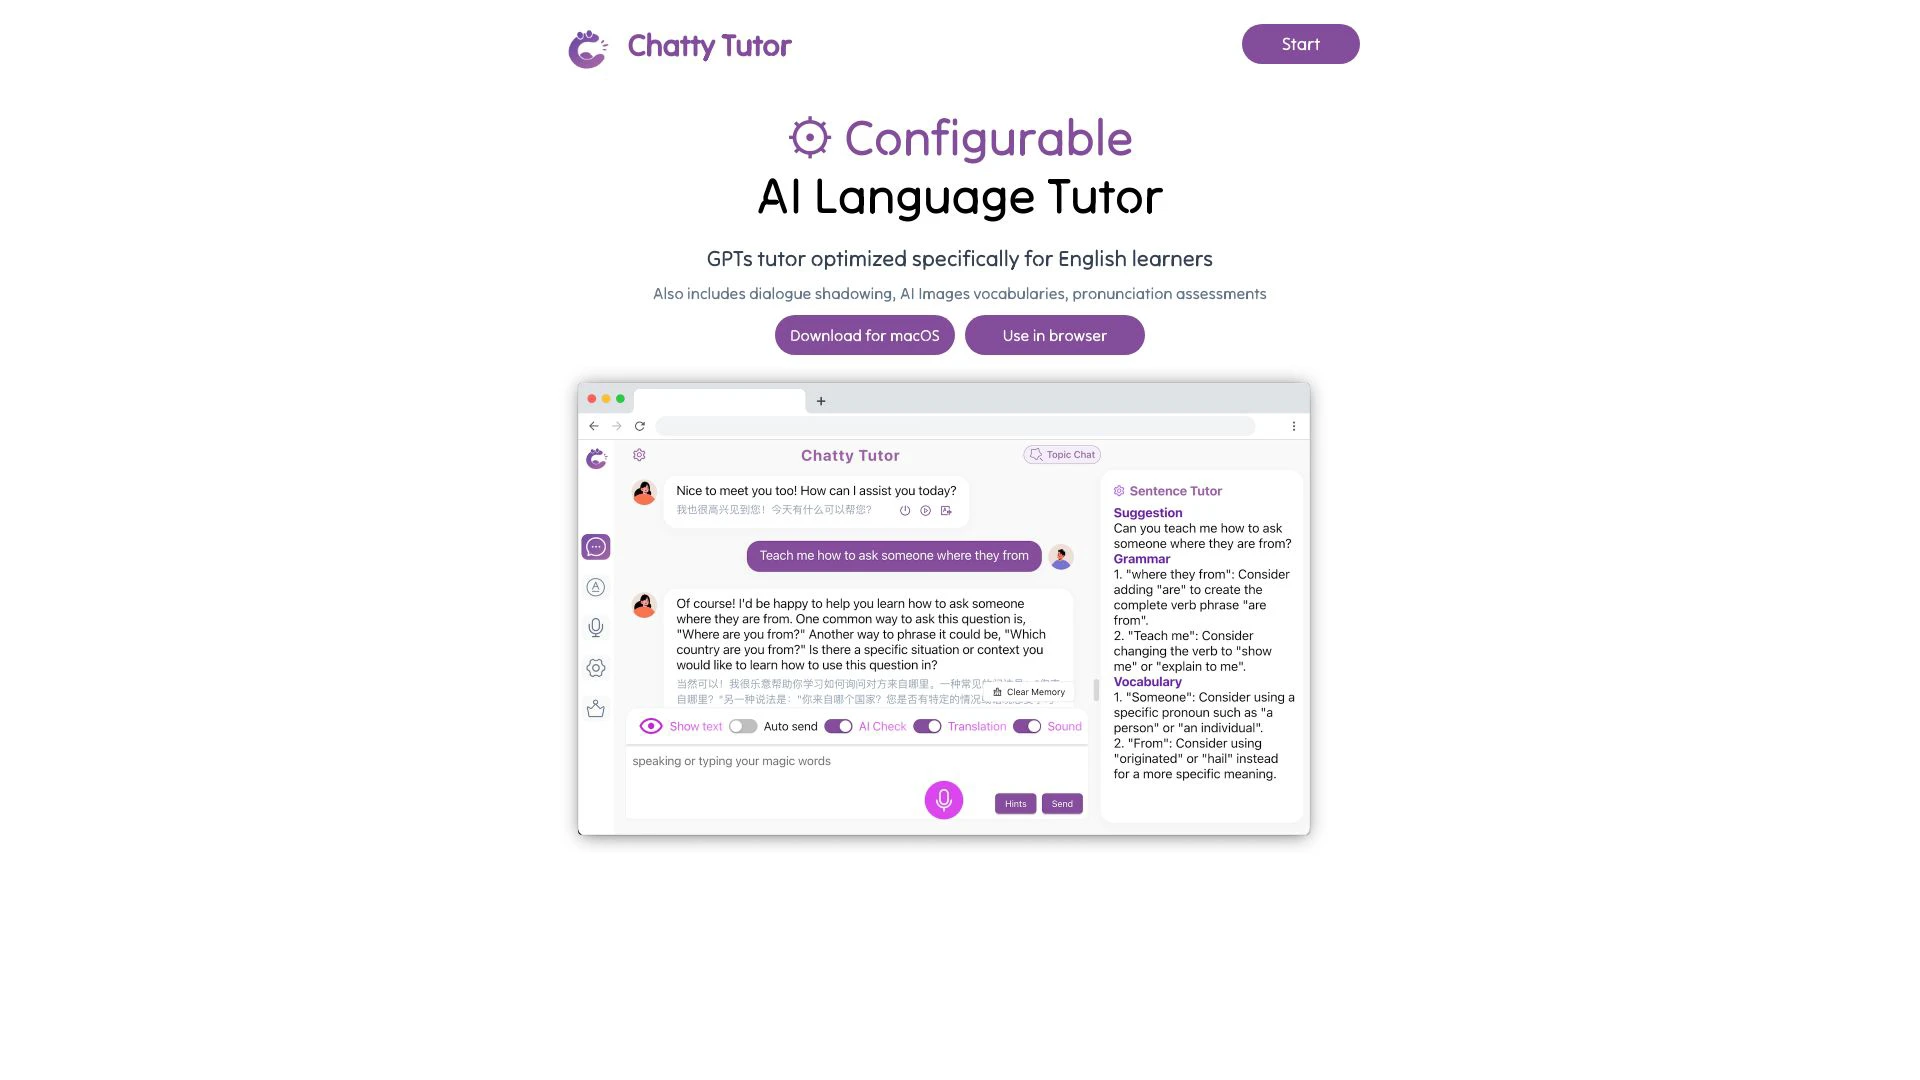 Chatty Tutor
Start
Configurable
AI Language Tutor
GPTs tutor optimized specifically for English learners
Also includes dialogue shadowing, AI Images vocabularies, pronunciation assessments
Download for macOS
Use in browser
Chatty Tutor
Topic Chat
Nice to meet you too! How can I assist you today?
我也很高兴见到您！今天有什么可以帮您？
Teach me how to ask someone where they from
Of course! I'd be happy to help you learn how to ask someone
where they are from. One common way to ask this question is,
"Where are you from?" Another way to phrase it could be, "Which
country are you from?" Is there a specific situation or context you
would like to learn how to use this question in?
当然可以！我很乐意帮助你学习如何询问对方来自哪里。一种常见的
自哪里？"另一种说法是："你来自哪个国家？您是否有特定的情况
Clear Memory
Show text
Auto send
AI Check
Translation
Sound
speaking or typing your magic words
Hints
Send
Sentence Tutor
Suggestion
Can you teach me how to ask
someone where they are from?
Grammar
1. "where they from": Consider
adding "are" to create the
complete verb phrase "are
from".
2. "Teach me": Consider
changing the verb to "show
me" or "explain to me".
Vocabulary
1. "Someone": Consider using a
specific pronoun such as "a
person" or "an individual".
2. "From": Consider using
"originated" or "hail" instead
for a more specific meaning.